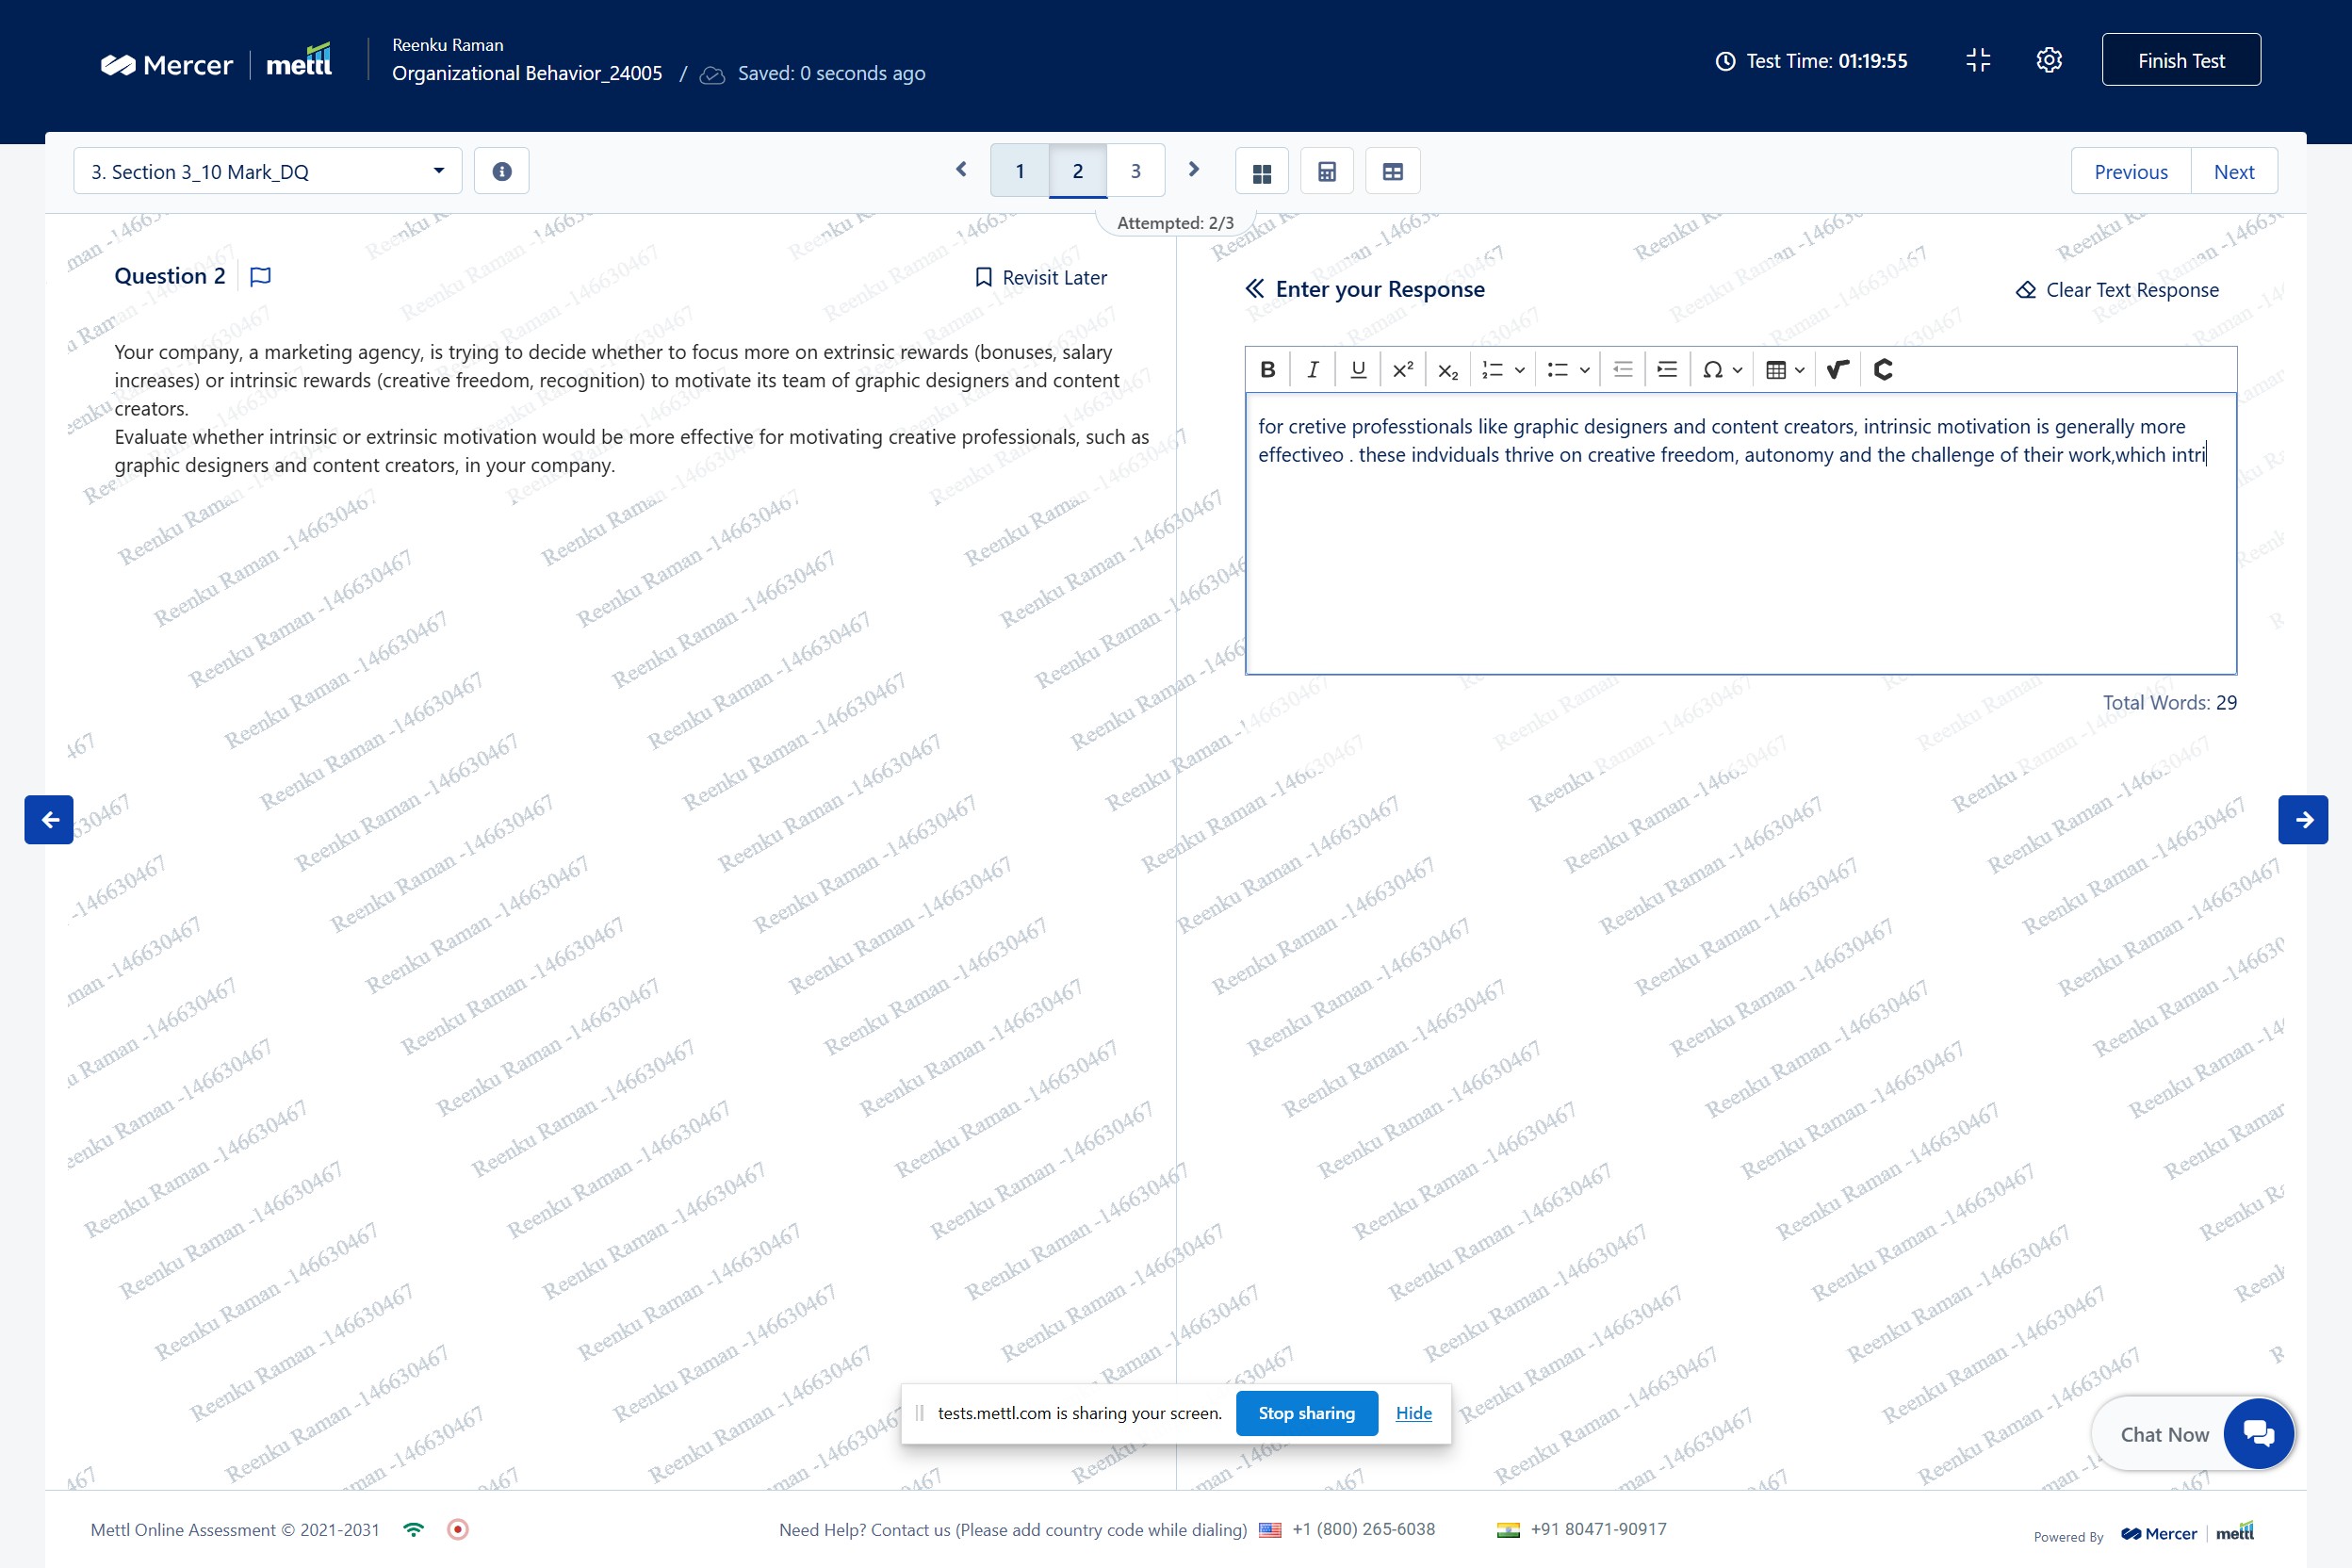 Mercer | mettl
Reenku Raman
Organizational Behavior_24005 / Saved: 0 seconds ago
Test Time: 01:19:55
Finish Test
3. Section 3_10 Mark_DQ
1 2 3
Previous Next
Attempted: 2/3
Question 2
Revisit Later
Your company, a marketing agency, is trying to decide whether to focus more on extrinsic rewards (bonuses, salary
increases) or intrinsic rewards (creative freedom, recognition) to motivate its team of graphic designers and content
creators.
Evaluate whether intrinsic or extrinsic motivation would be more effective for motivating creative professionals, such as
graphic designers and content creators, in your company.
Enter your Response
Clear Text Response
B I U x² x₂
for cretive professtionals like graphic designers and content creators, intrinsic motivation is generally more
effectiveo . these indviduals thrive on creative freedom, autonomy and the challenge of their work,which intri
Total Words: 29
Reenku Raman -146630467
tests.mettl.com is sharing your screen. Stop sharing Hide
Chat Now
Mettl Online Assessment © 2021-2031
Need Help? Contact us (Please add country code while dialing) +1 (800) 265-6038 +91 80471-90917
Powered By Mercer | mettl